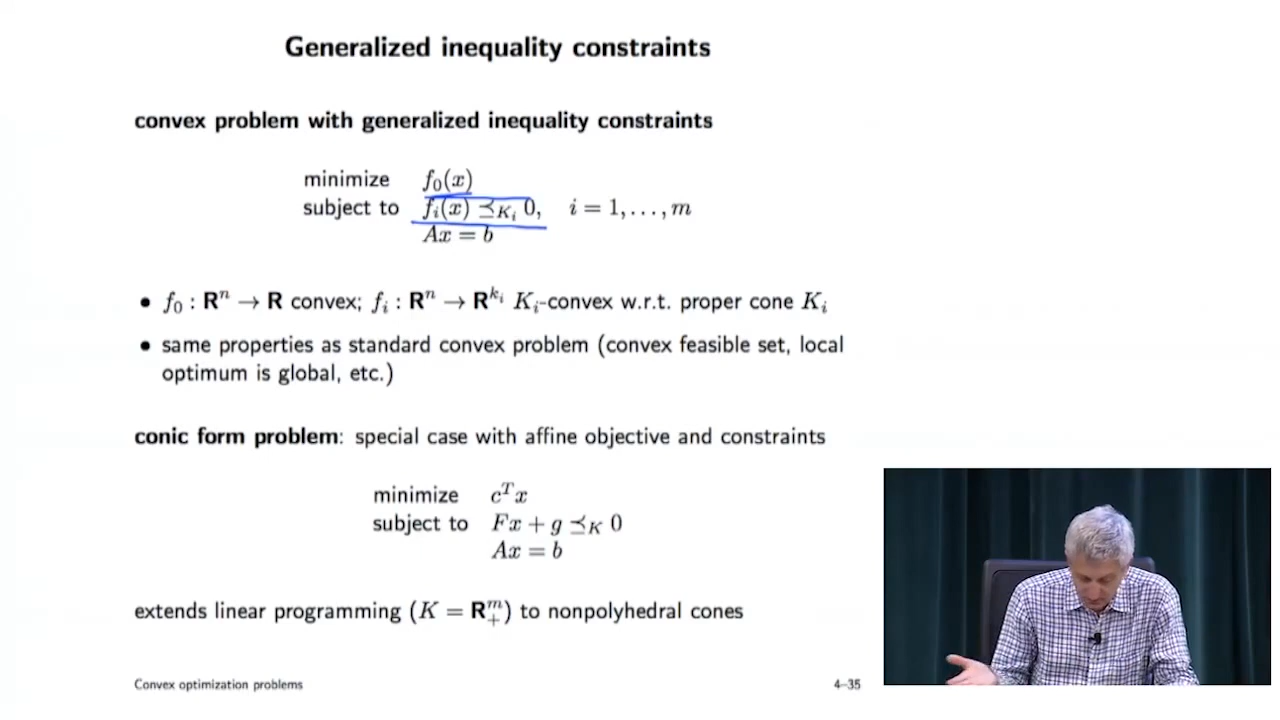 Generalized inequality constraints
convex problem with generalized inequality constraints
minimize f₀(x)
subject to fᵢ(x) ⪯_{Kᵢ} 0, i = 1, . . . , m
Ax = b
• f₀ : Rⁿ → R convex; fᵢ : Rⁿ → R^{kᵢ} Kᵢ-convex w.r.t. proper cone Kᵢ
• same properties as standard convex problem (convex feasible set, local
optimum is global, etc.)
conic form problem: special case with affine objective and constraints
minimize cᵀx
subject to Fx + g ⪯_K 0
Ax = b
extends linear programming (K = R₊ᵐ) to nonpolyhedral cones
Convex optimization problems 4–35